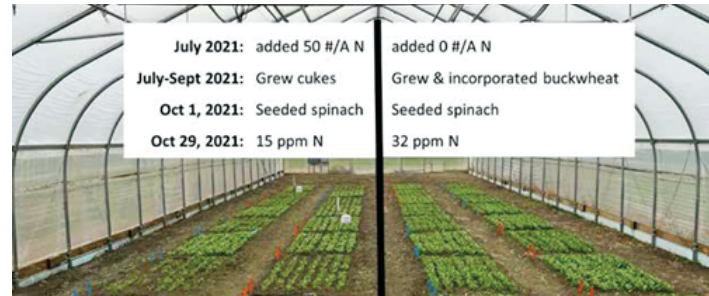 July 2021: added 50 #/A N
added 0 #/A N
July-Sept 2021: Grew cukes
Grew & incorporated buckwheat
Oct 1, 2021: Seeded spinach
Seeded spinach
Oct 29, 2021: 15 ppm N
32 ppm N